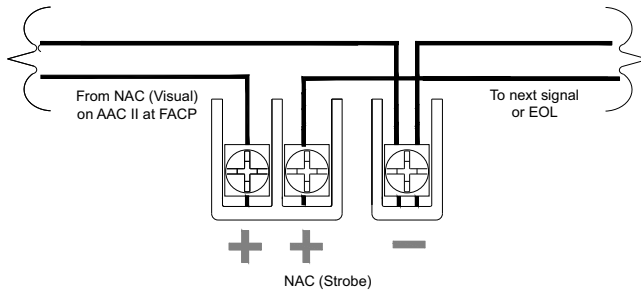 From NAC (Visual)
on AAC II at FACP
To next signal
or EOL
+ + −
NAC (Strobe)